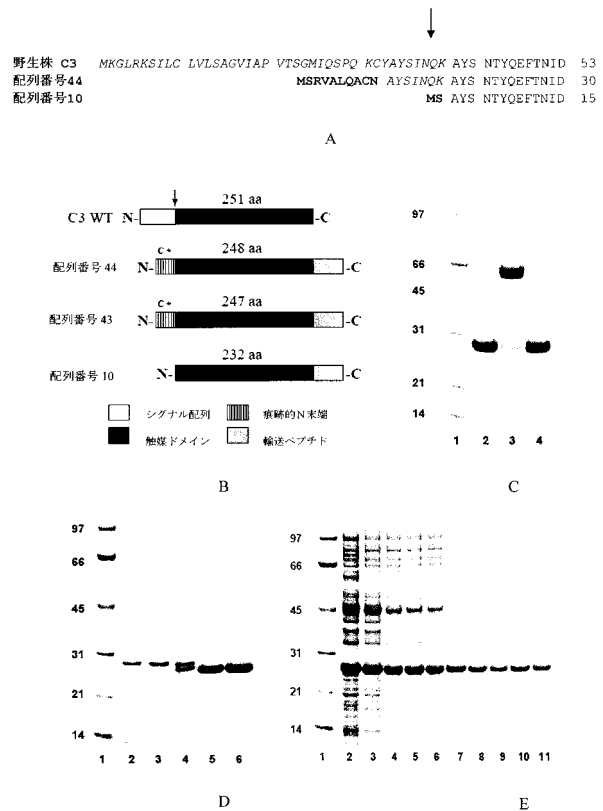 野生株 C3 MKGLRKSILC LVLSAGVIAP VTSGMIQSPQ KCYAYSINQK AYS NTYQEFTNID 53
配列番号44 MSRVALQACN AYSINQK AYS NTYQEFTNID 30
配列番号10 MS AYS NTYQEFTNID 15
A
251 aa
C3 WT N- -C
C* 248 aa
配列番号 44 N- -C
C* 247 aa
配列番号 43 N- -C
232 aa
配列番号 10 N- -C
シグナル配列 痕跡的N末端
触媒ドメイン 輸送ペプチド
B
97
66
45
31
21
14
1 2 3 4
C
97
66
45
31
21
14
1 2 3 4 5 6
D
97
66
45
31
21
14
1 2 3 4 5 6 7 8 9 10 11
E